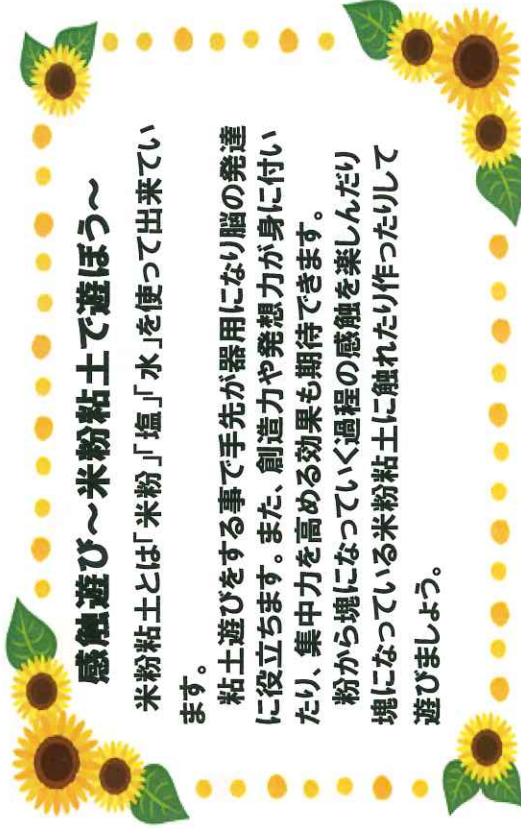 感触遊び～米粉粘土で遊ぼう～
米粉粘土とは「米粉」「塩」「水」を使って出来てい
ます。
粘土遊びをする事で手先が器用になり脳の発達
に役立ちます。また、創造力や発想力が身に付い
たり、集中力を高める効果も期待できます。
粉から塊になっていく過程の感触を楽しんだり
塊になっている米粉粘土に触れたり作ったりして
遊びましょう。